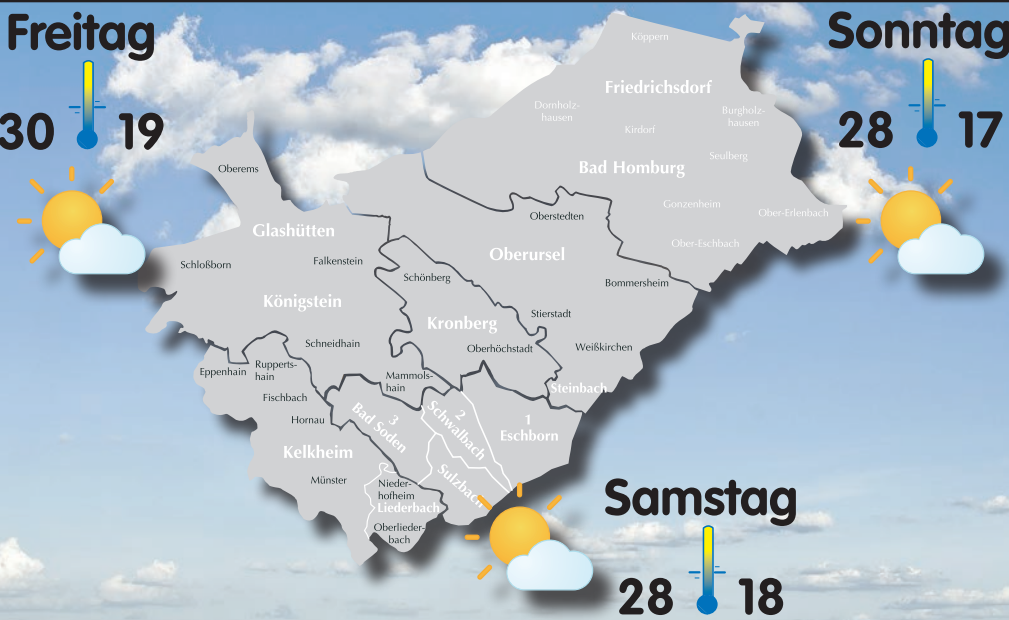 Freitag
30 19
Sonntag
28 17
Köppern
Friedrichsdorf
Dornholz-
hausen
Burgholz-
hausen
Kirdorf
Seulberg
Bad Homburg
Oberems
Gonzenheim
Ober-Erlenbach
Oberstedten
Glashütten
Ober-Eschbach
Oberursel
Schloßborn
Falkenstein
Schönberg
Bommersheim
Königstein
Stierstadt
Kronberg
Schneidhain
Oberhöchstadt
Weißkirchen
Eppenhain
Rupperts-
hain
Mammols-
hain
Steinbach
Fischbach
Hornau
3
Bad Soden
2
Schwalbach
1
Eschborn
Kelkheim
Münster
Nieder-
hofheim
Sulzbach
Liederbach
Oberlieder-
bach
Samstag
28 18